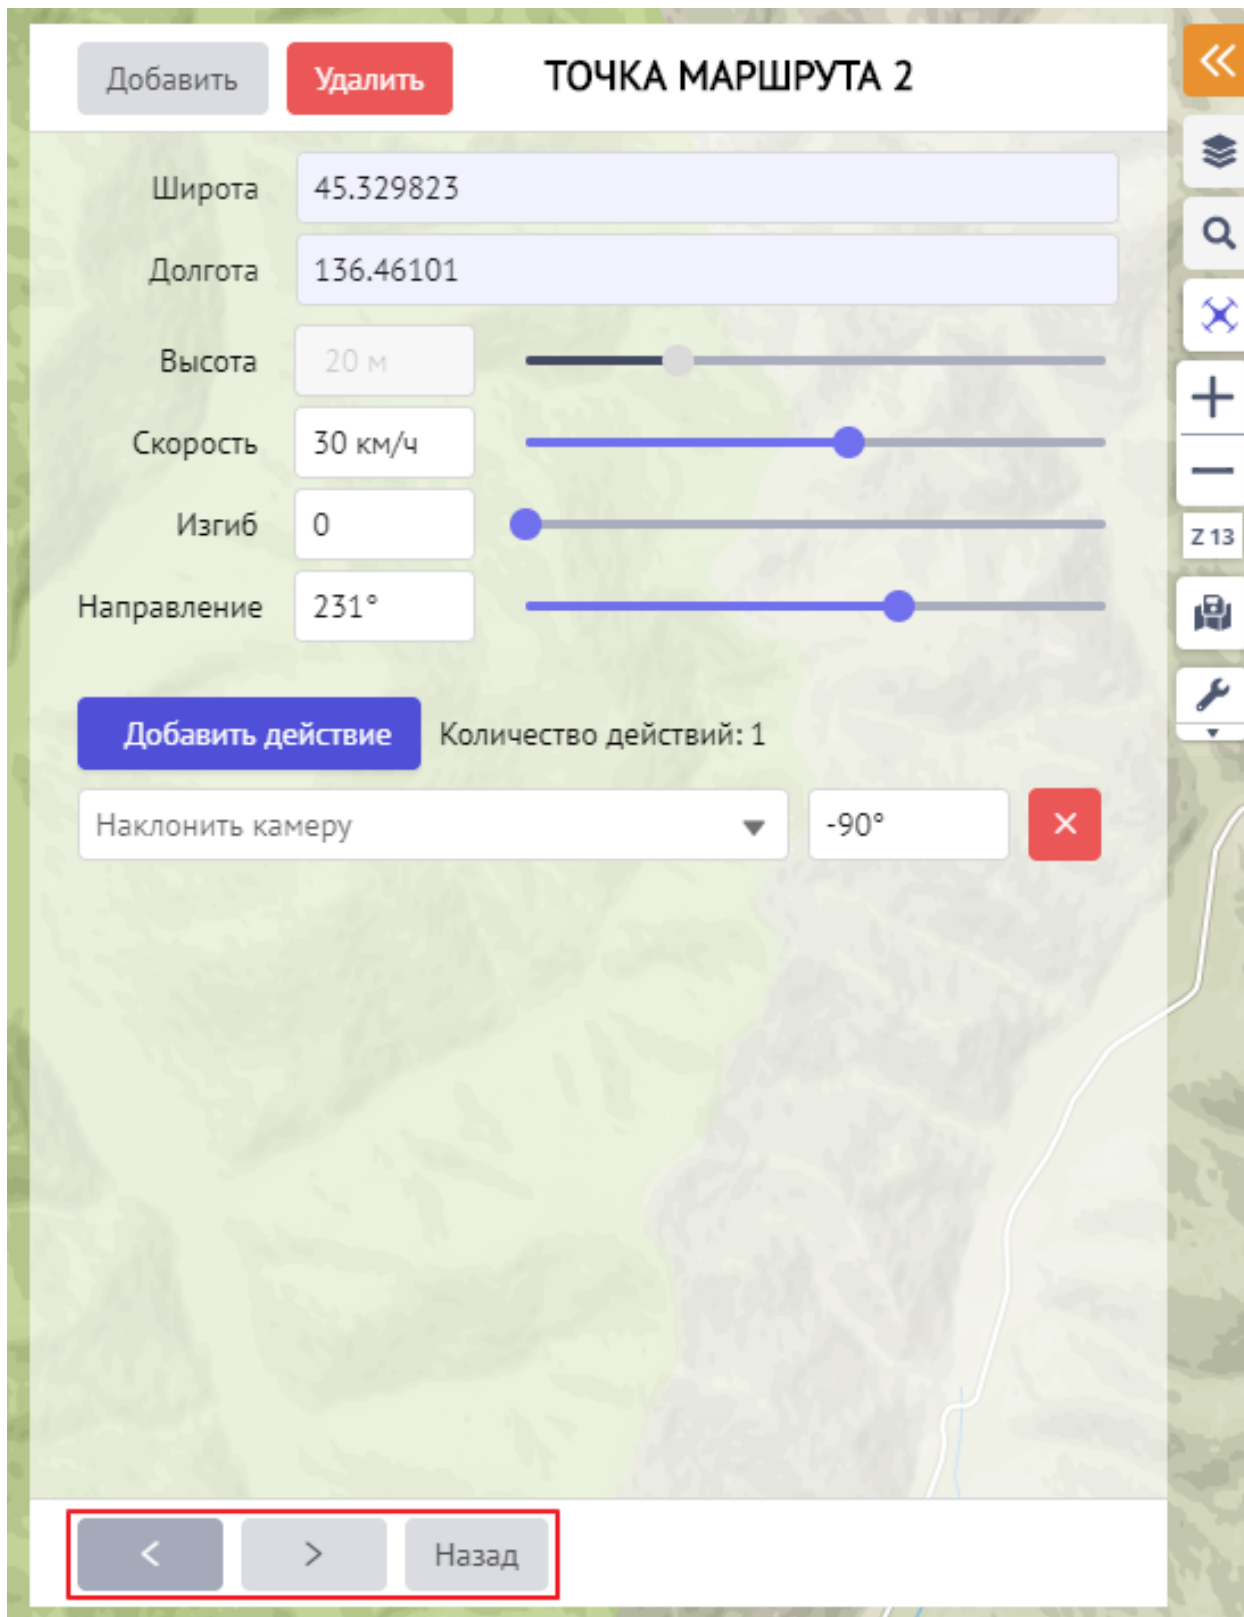 Добавить Удалить ТОЧКА МАРШРУТА 2
Широта 45.329823
Долгота 136.46101
Высота 20 м
Скорость 30 км/ч
Изгиб 0
Направление 231°
Z 13
Добавить действие Количество действий: 1
Наклонить камеру -90°
< > Назад